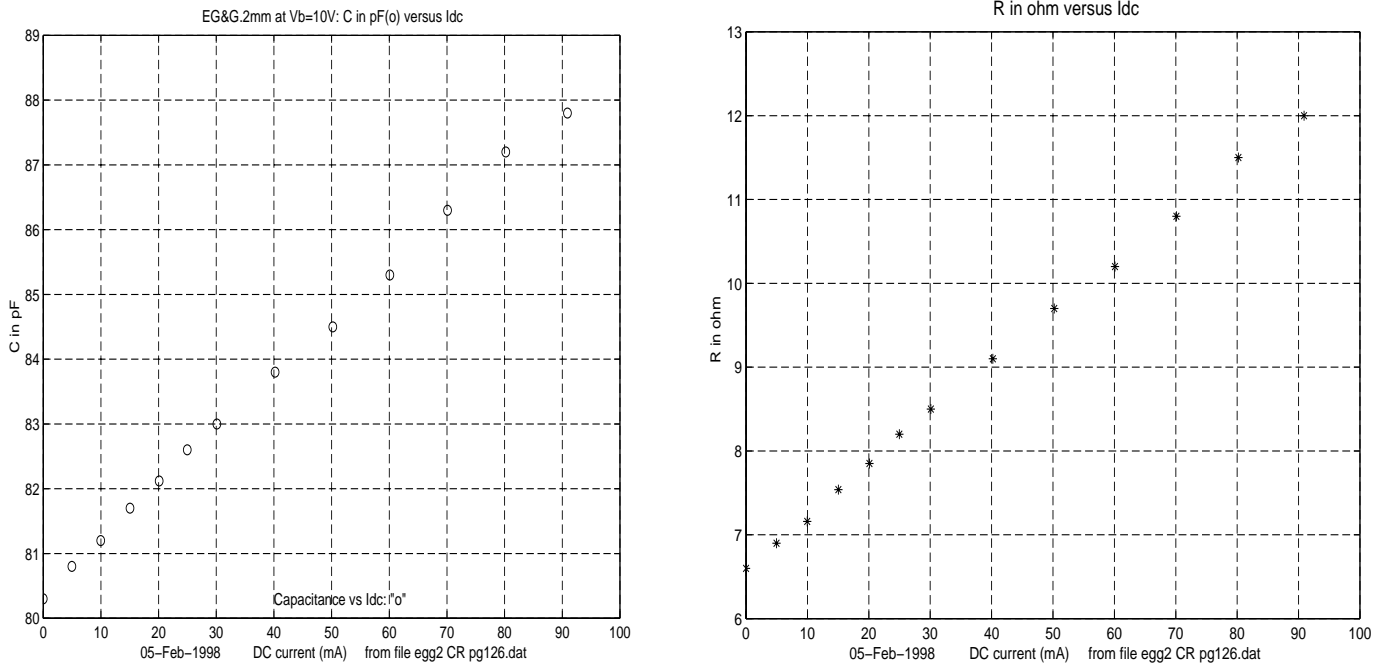 EG&G.2mm at Vb=10V: C in pF(o) versus Idc
89
88
87
86
85
84
83
82
81
80
C in pF
Capacitance vs Idc: "o"
0 10 20 30 40 50 60 70 80 90 100
05-Feb-1998 DC current (mA) from file egg2 CR pg126.dat
R in ohm versus Idc
13
12
11
10
9
8
7
6
R in ohm
0 10 20 30 40 50 60 70 80 90 100
05-Feb-1998 DC current (mA) from file egg2 CR pg126.dat